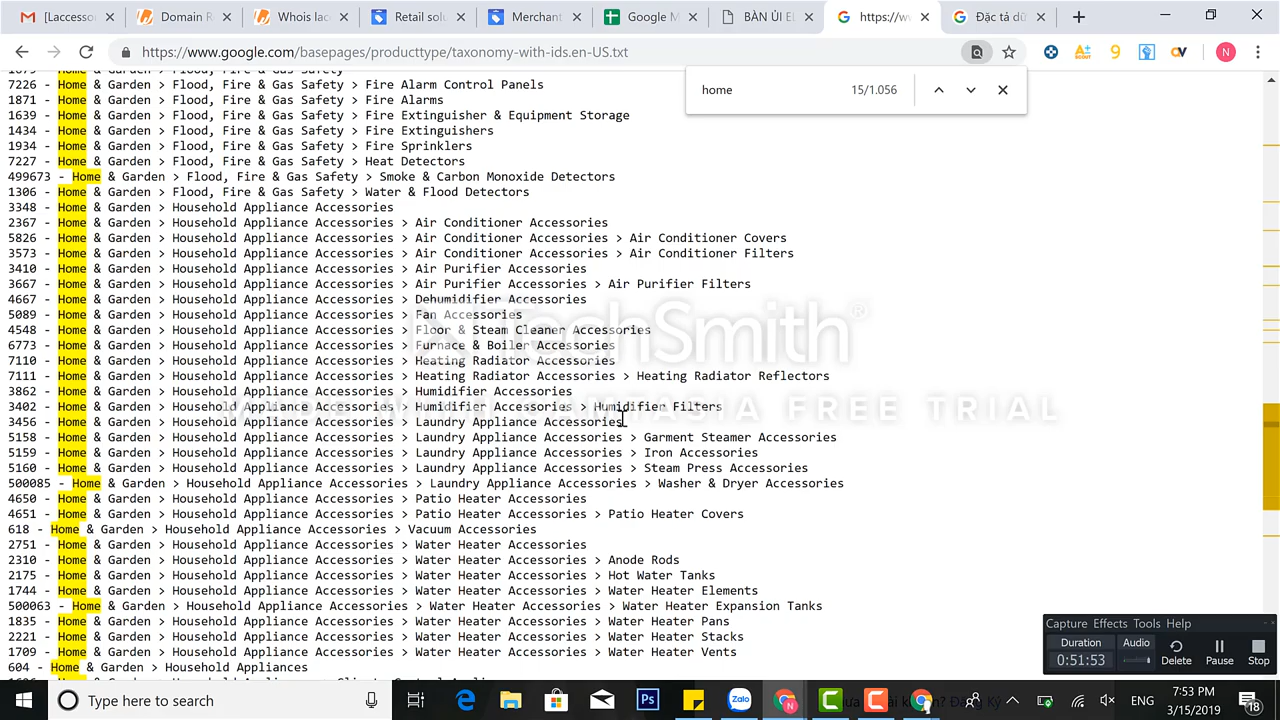 [Laccessor
Domain R
Whois lac
Retail solu
Merchant
Google M
BÀN ỦI EL
https://ww
Đặc tả dữ
https://www.google.com/basepages/producttype/taxonomy-with-ids.en-US.txt
home 15/1.056
1679 - Home & Garden > Flood, Fire & Gas Safety
7226 - Home & Garden > Flood, Fire & Gas Safety > Fire Alarm Control Panels
1871 - Home & Garden > Flood, Fire & Gas Safety > Fire Alarms
1639 - Home & Garden > Flood, Fire & Gas Safety > Fire Extinguisher & Equipment Storage
1434 - Home & Garden > Flood, Fire & Gas Safety > Fire Extinguishers
1934 - Home & Garden > Flood, Fire & Gas Safety > Fire Sprinklers
7227 - Home & Garden > Flood, Fire & Gas Safety > Heat Detectors
499673 - Home & Garden > Flood, Fire & Gas Safety > Smoke & Carbon Monoxide Detectors
1306 - Home & Garden > Flood, Fire & Gas Safety > Water & Flood Detectors
3348 - Home & Garden > Household Appliance Accessories
2367 - Home & Garden > Household Appliance Accessories > Air Conditioner Accessories
5826 - Home & Garden > Household Appliance Accessories > Air Conditioner Accessories > Air Conditioner Covers
3573 - Home & Garden > Household Appliance Accessories > Air Conditioner Accessories > Air Conditioner Filters
3410 - Home & Garden > Household Appliance Accessories > Air Purifier Accessories
3667 - Home & Garden > Household Appliance Accessories > Air Purifier Accessories > Air Purifier Filters
4667 - Home & Garden > Household Appliance Accessories > Dehumidifier Accessories
5089 - Home & Garden > Household Appliance Accessories > Fan Accessories
4548 - Home & Garden > Household Appliance Accessories > Floor & Steam Cleaner Accessories
6773 - Home & Garden > Household Appliance Accessories > Furnace & Boiler Accessories
7110 - Home & Garden > Household Appliance Accessories > Heating Radiator Accessories
7111 - Home & Garden > Household Appliance Accessories > Heating Radiator Accessories > Heating Radiator Reflectors
3862 - Home & Garden > Household Appliance Accessories > Humidifier Accessories
3402 - Home & Garden > Household Appliance Accessories > Humidifier Accessories > Humidifier Filters
3456 - Home & Garden > Household Appliance Accessories > Laundry Appliance Accessories
5158 - Home & Garden > Household Appliance Accessories > Laundry Appliance Accessories > Garment Steamer Accessories
5159 - Home & Garden > Household Appliance Accessories > Laundry Appliance Accessories > Iron Accessories
5160 - Home & Garden > Household Appliance Accessories > Laundry Appliance Accessories > Steam Press Accessories
500085 - Home & Garden > Household Appliance Accessories > Laundry Appliance Accessories > Washer & Dryer Accessories
4650 - Home & Garden > Household Appliance Accessories > Patio Heater Accessories
4651 - Home & Garden > Household Appliance Accessories > Patio Heater Accessories > Patio Heater Covers
618 - Home & Garden > Household Appliance Accessories > Vacuum Accessories
2751 - Home & Garden > Household Appliance Accessories > Water Heater Accessories
2310 - Home & Garden > Household Appliance Accessories > Water Heater Accessories > Anode Rods
2175 - Home & Garden > Household Appliance Accessories > Water Heater Accessories > Hot Water Tanks
1744 - Home & Garden > Household Appliance Accessories > Water Heater Accessories > Water Heater Elements
500063 - Home & Garden > Household Appliance Accessories > Water Heater Accessories > Water Heater Expansion Tanks
1835 - Home & Garden > Household Appliance Accessories > Water Heater Accessories > Water Heater Pans
2221 - Home & Garden > Household Appliance Accessories > Water Heater Accessories > Water Heater Stacks
1709 - Home & Garden > Household Appliance Accessories > Water Heater Accessories > Water Heater Vents
604 - Home & Garden > Household Appliances
TechSmith®
MADE WITH CAMTASIA FREE TRIAL
Capture Effects Tools Help
Duration
0:51:53
Audio
Delete
Pause
Stop
Type here to search
Zalo
ENG
7:53 PM
3/15/2019
18